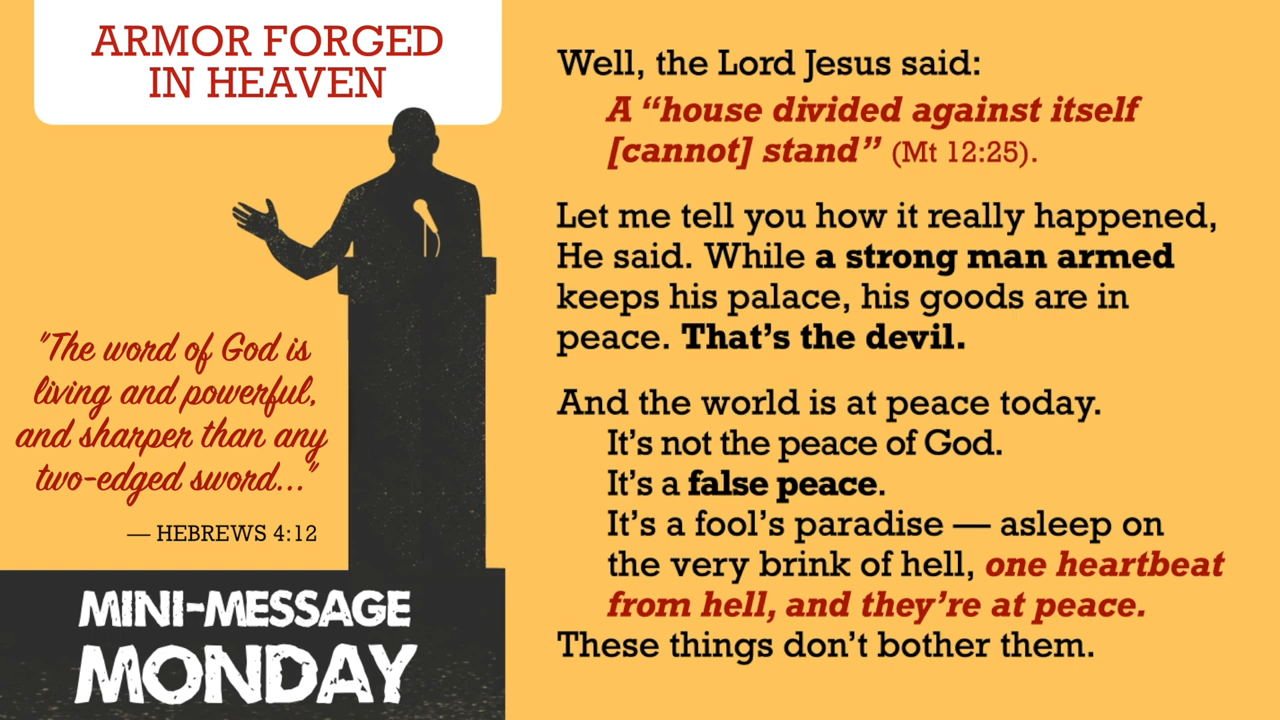 ARMOR FORGED
IN HEAVEN
"The word of God is
living and powerful,
and sharper than any
two-edged sword..."
— HEBREWS 4:12
MINI-MESSAGE
MONDAY
Well, the Lord Jesus said:
A “house divided against itself
[cannot] stand” (Mt 12:25).
Let me tell you how it really happened,
He said. While a strong man armed
keeps his palace, his goods are in
peace. That’s the devil.
And the world is at peace today.
It’s not the peace of God.
It’s a false peace.
It’s a fool’s paradise — asleep on
the very brink of hell, one heartbeat
from hell, and they’re at peace.
These things don’t bother them.